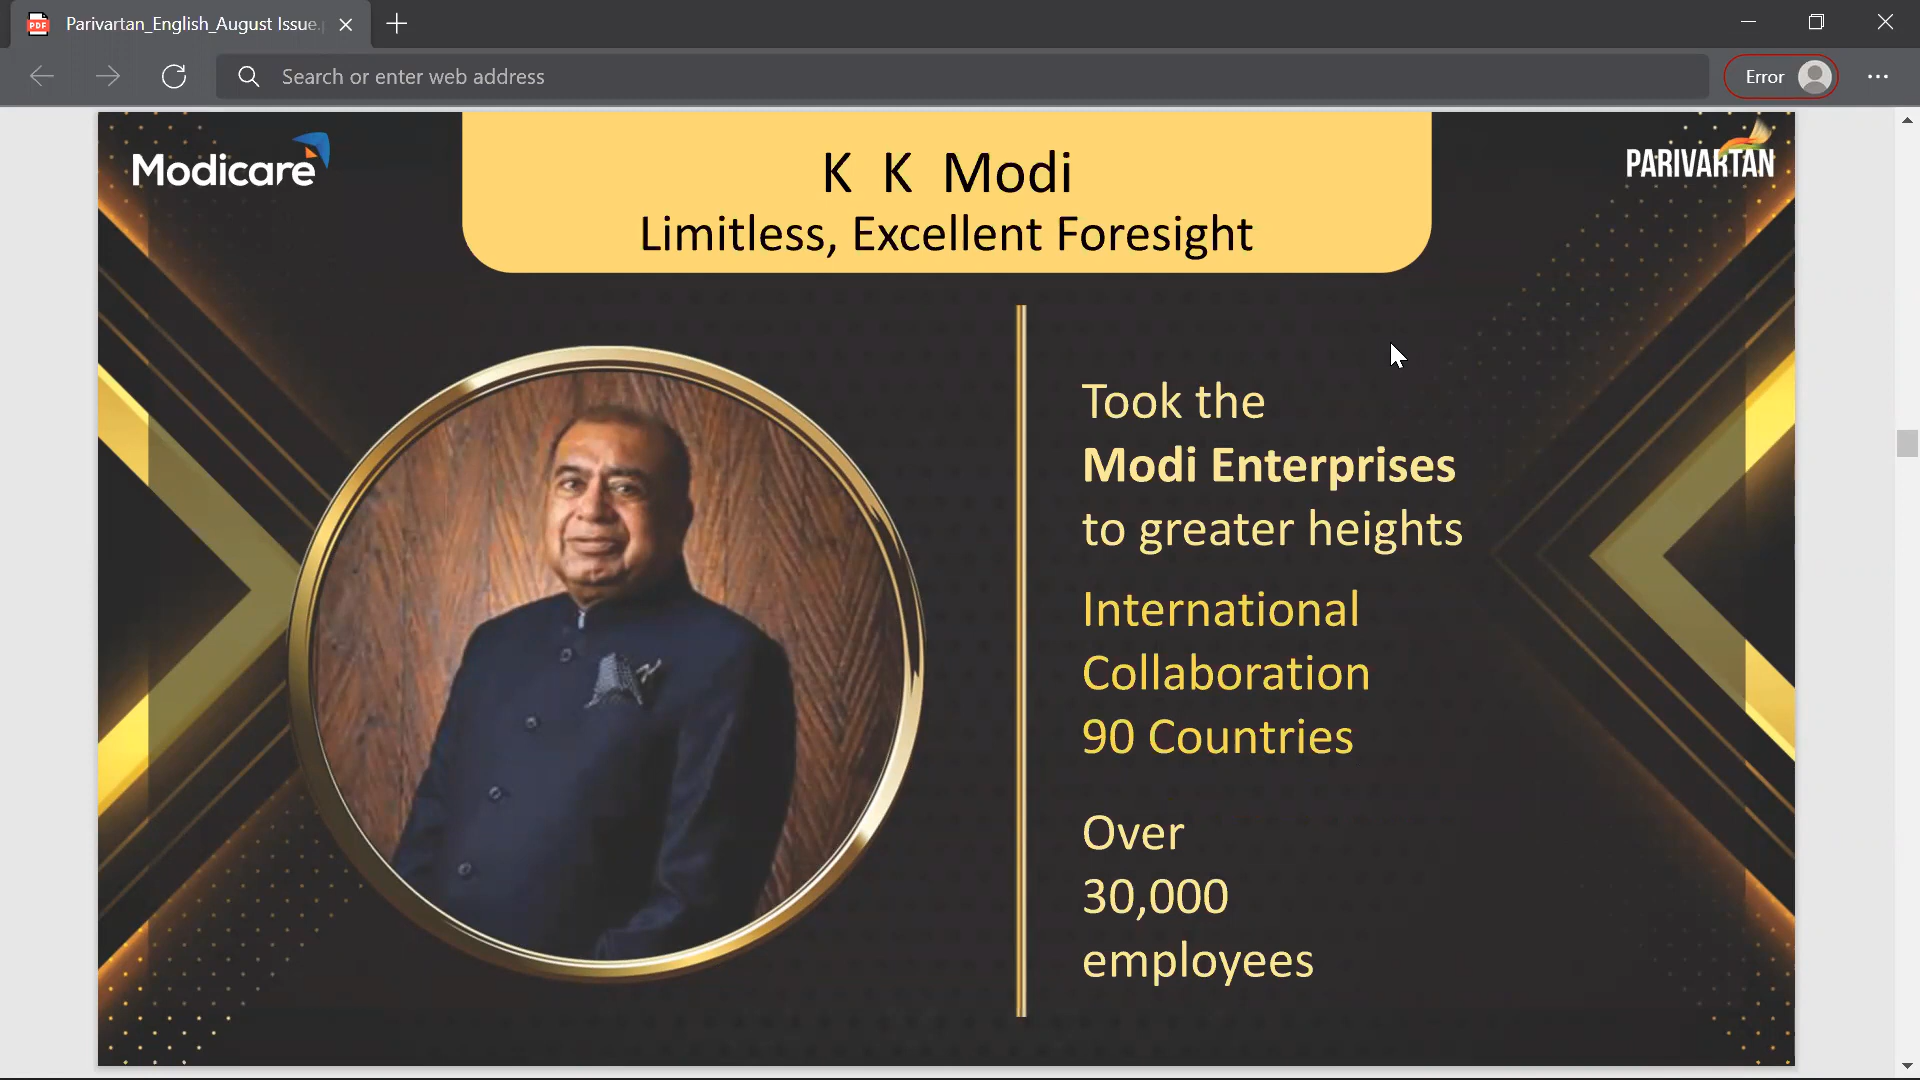 Parivartan_English_August Issue.
Search or enter web address
Error
Modicare
PARIVARTAN
K K Modi
Limitless, Excellent Foresight
Took the
Modi Enterprises
to greater heights
International
Collaboration
90 Countries
Over
30,000
employees